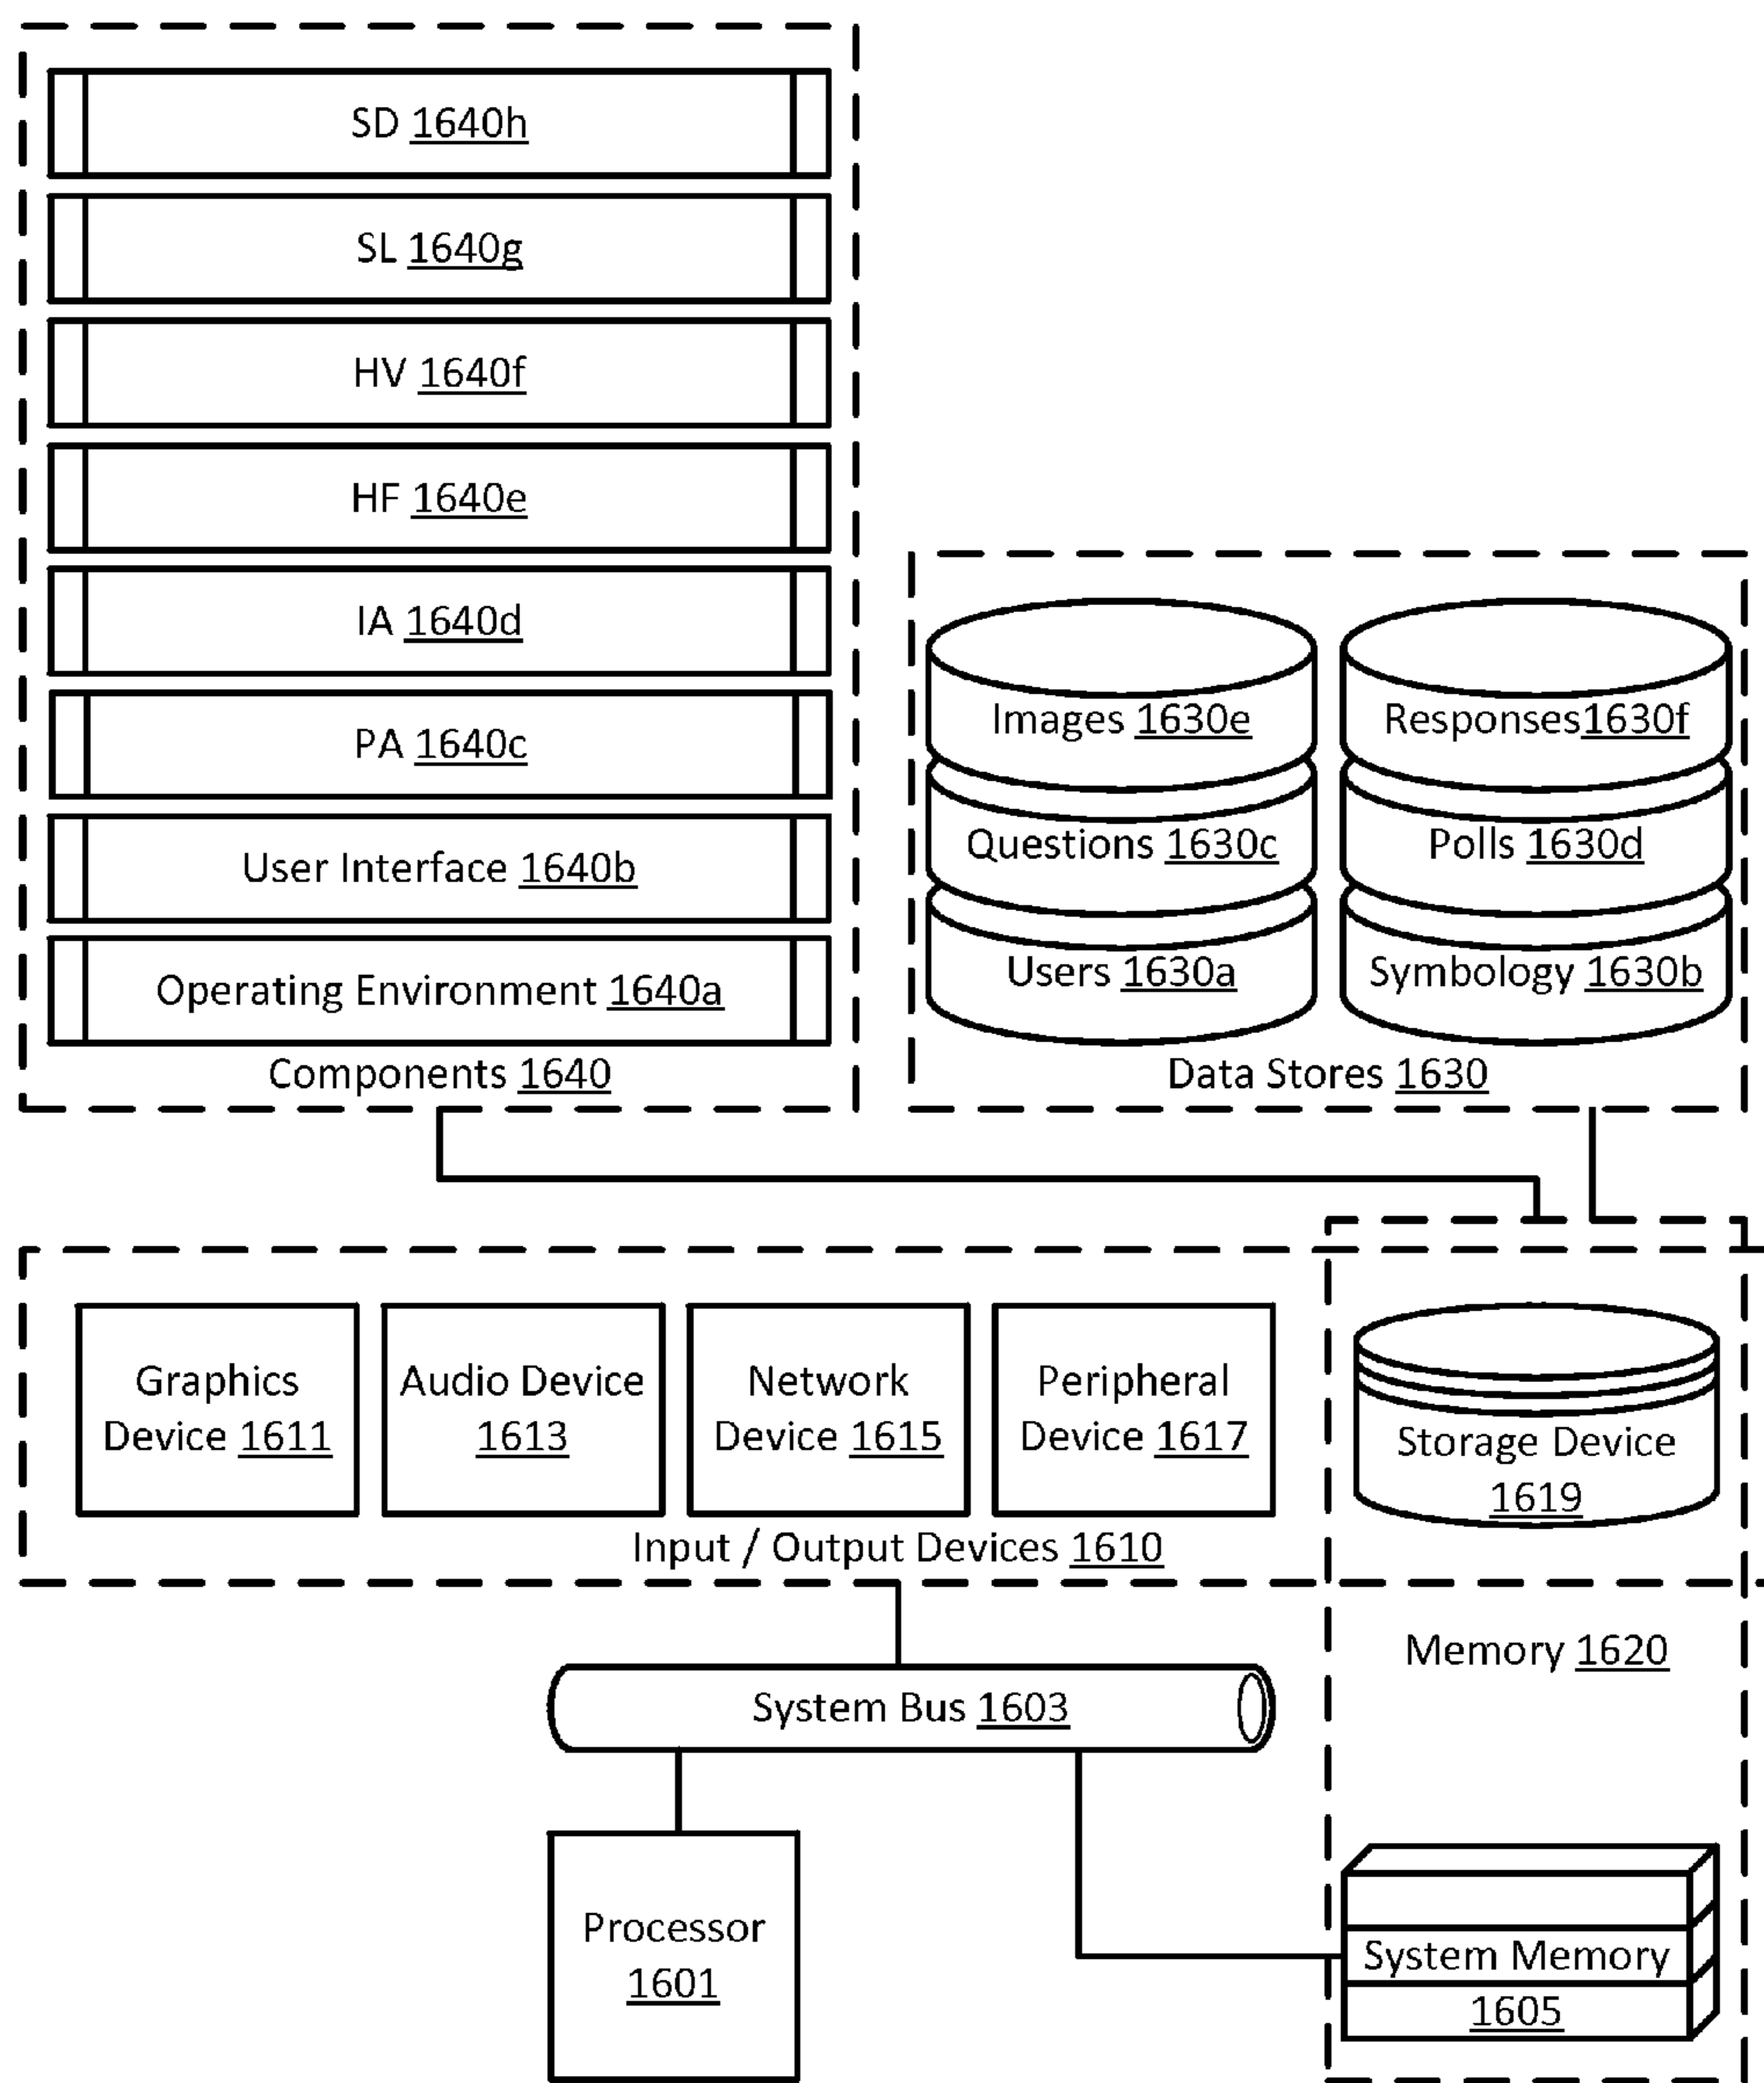 SD 1640h
SL 1640g
HV 1640f
HF 1640e
IA 1640d
PA 1640c
User Interface 1640b
Operating Environment 1640a
Components 1640
Images 1630e
Responses1630f
Questions 1630c
Polls 1630d
Users 1630a
Symbology 1630b
Data Stores 1630
Graphics
Device 1611
Audio Device
1613
Network
Device 1615
Peripheral
Device 1617
Storage Device
1619
Input / Output Devices 1610
Memory 1620
System Bus 1603
Processor
1601
System Memory
1605